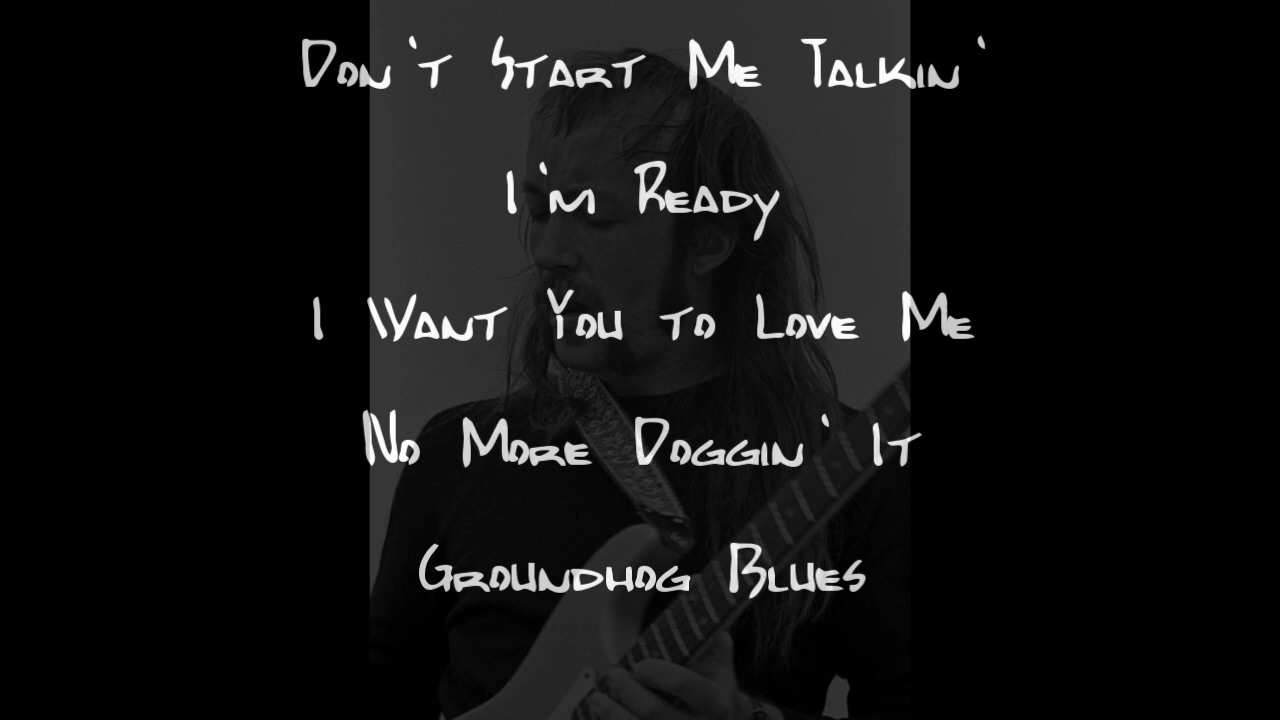 Don't Start Me Talkin'
I'm Ready
I Want You to Love Me
No More Doggin' It
Groundhog Blues